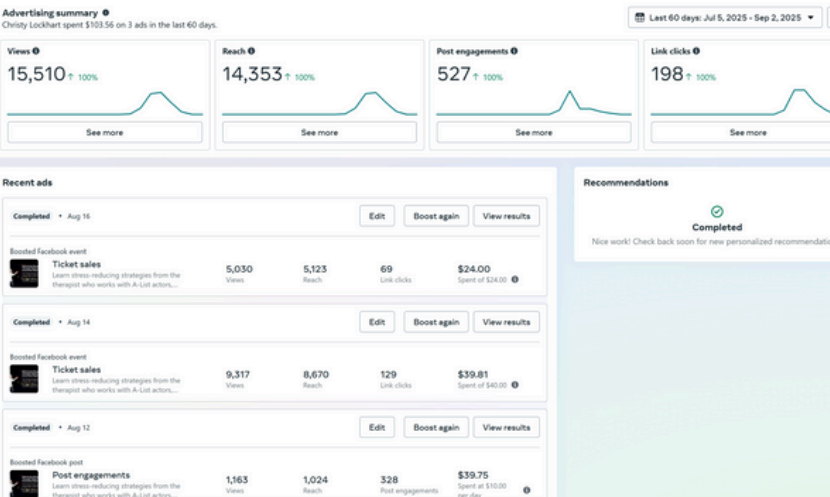 Advertising summary
Christy Lockhart spent $103.56 on 3 ads in the last 60 days.
Last 60 days: Jul 5, 2025 - Sep 2, 2025
Views
15,510 ↑ 100%
See more
Reach
14,353 ↑ 100%
See more
Post engagements
527 ↑ 100%
See more
Link clicks
198 ↑ 100%
See more
Recent ads
Completed • Aug 16
Edit
Boost again
View results
Boosted Facebook event
Ticket sales
Learn stress-reducing strategies from the
therapist who works with A-List actors,...
5,030
Views
5,123
Reach
69
Link clicks
$24.00
Spent of $24.00
Completed • Aug 14
Edit
Boost again
View results
Boosted Facebook event
Ticket sales
Learn stress-reducing strategies from the
therapist who works with A-List actors,...
9,317
Views
8,670
Reach
129
Link clicks
$39.81
Spent of $40.00
Completed • Aug 12
Edit
Boost again
View results
Boosted Facebook post
Post engagements
Learn stress-reducing strategies from the
therapist who works with A-List actors,...
1,163
Views
1,024
Reach
328
Post engagements
$39.75
Spent at $10.00
per day
Recommendations
Completed
Nice work! Check back soon for new personalized